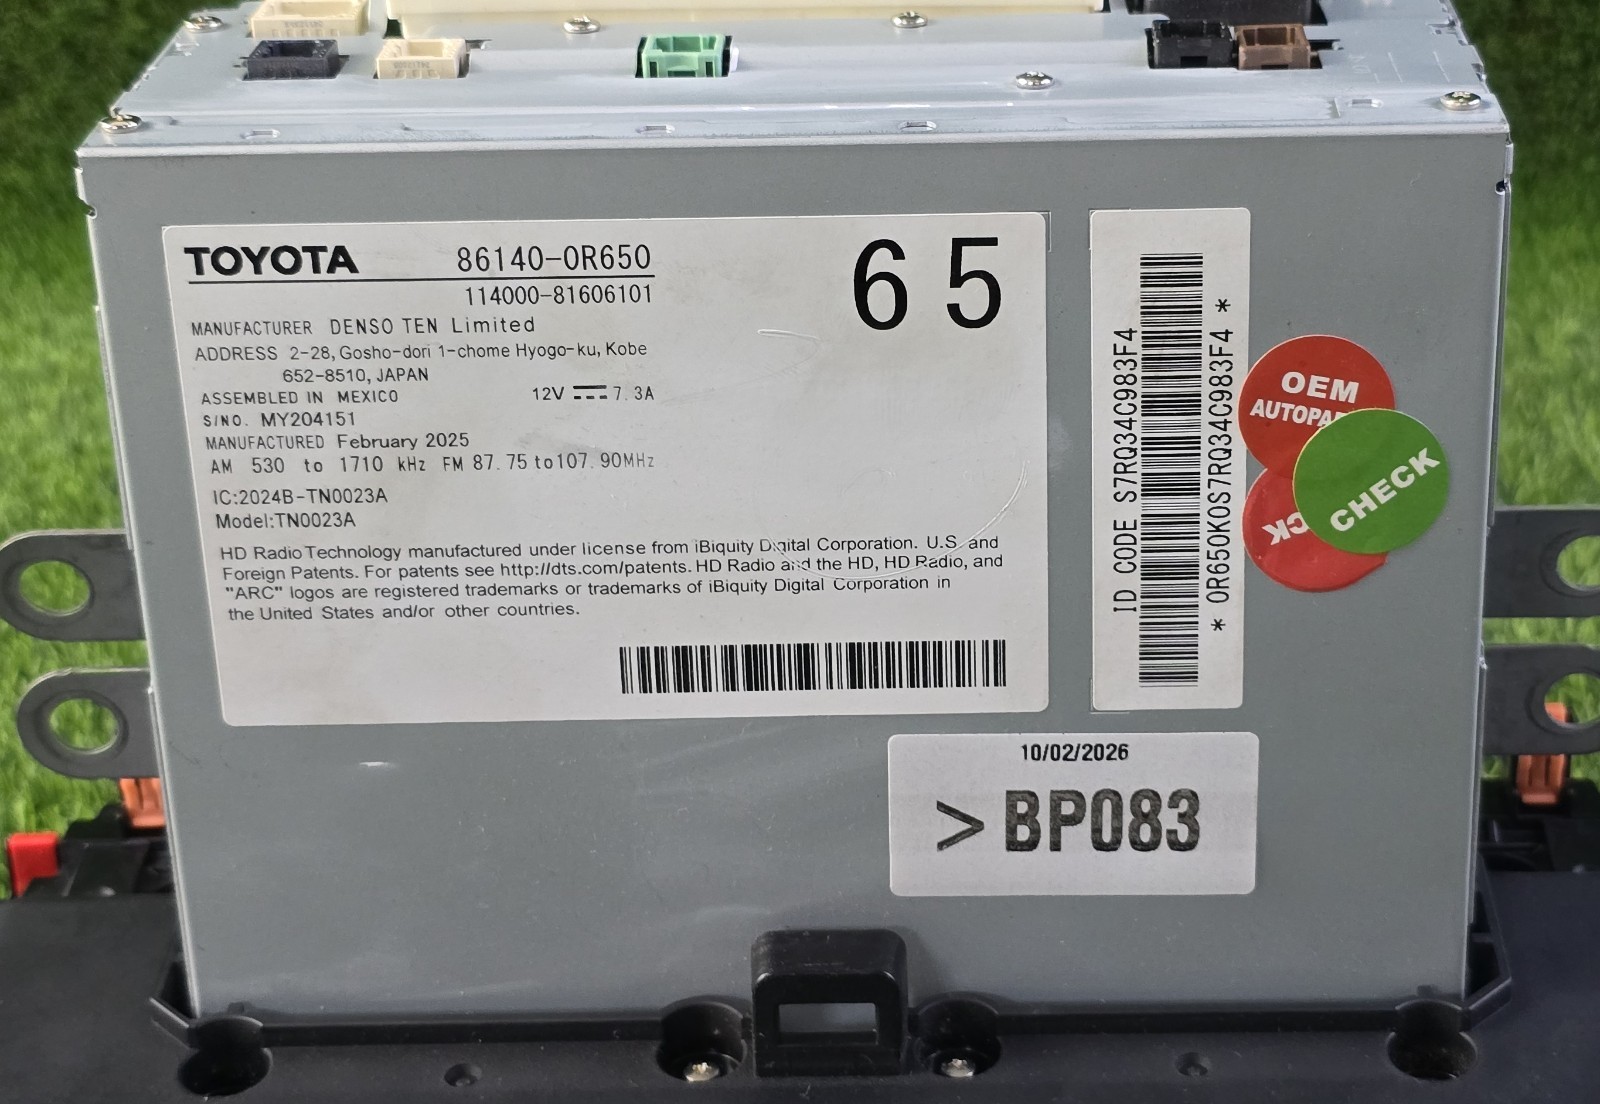 TOYOTA 86140-0R650
114000-81606101
65
MANUFACTURER DENSO TEN Limited
ADDRESS 2-28, Gosho-dori 1-chome Hyogo-ku, Kobe
652-8510, JAPAN
ASSEMBLED IN MEXICO 12V 7.3A
S/NO. MY204151
MANUFACTURED February 2025
AM 530 to 1710 kHz FM 87.75 to 107.90MHz
IC:2024B-TN0023A
Model:TN0023A
HD Radio Technology manufactured under license from iBiquity Digital Corporation. U.S. and
Foreign Patents. For patents see http://dts.com/patents. HD Radio and the HD, HD Radio, and
"ARC" logos are registered trademarks or trademarks of iBiquity Digital Corporation in
the United States and/or other countries.
ID CODE S7RQ34C983F4
* 0R650K0S7RQ34C983F4 *
OEM
AUTOPA
CHECK
CK
10/02/2026
>BP083